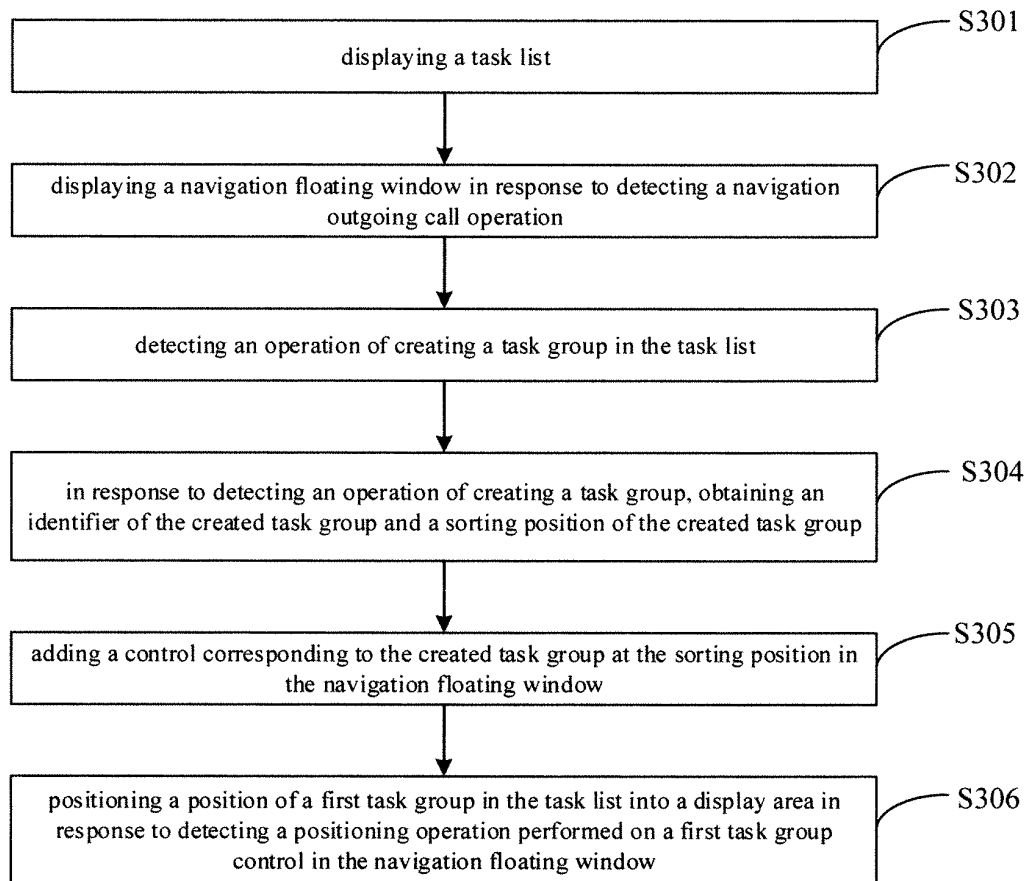 S301
displaying a task list
S302
displaying a navigation floating window in response to detecting a navigation
outgoing call operation
S303
detecting an operation of creating a task group in the task list
S304
in response to detecting an operation of creating a task group, obtaining an
identifier of the created task group and a sorting position of the created task group
S305
adding a control corresponding to the created task group at the sorting position in
the navigation floating window
S306
positioning a position of a first task group in the task list into a display area in
response to detecting a positioning operation performed on a first task group
control in the navigation floating window